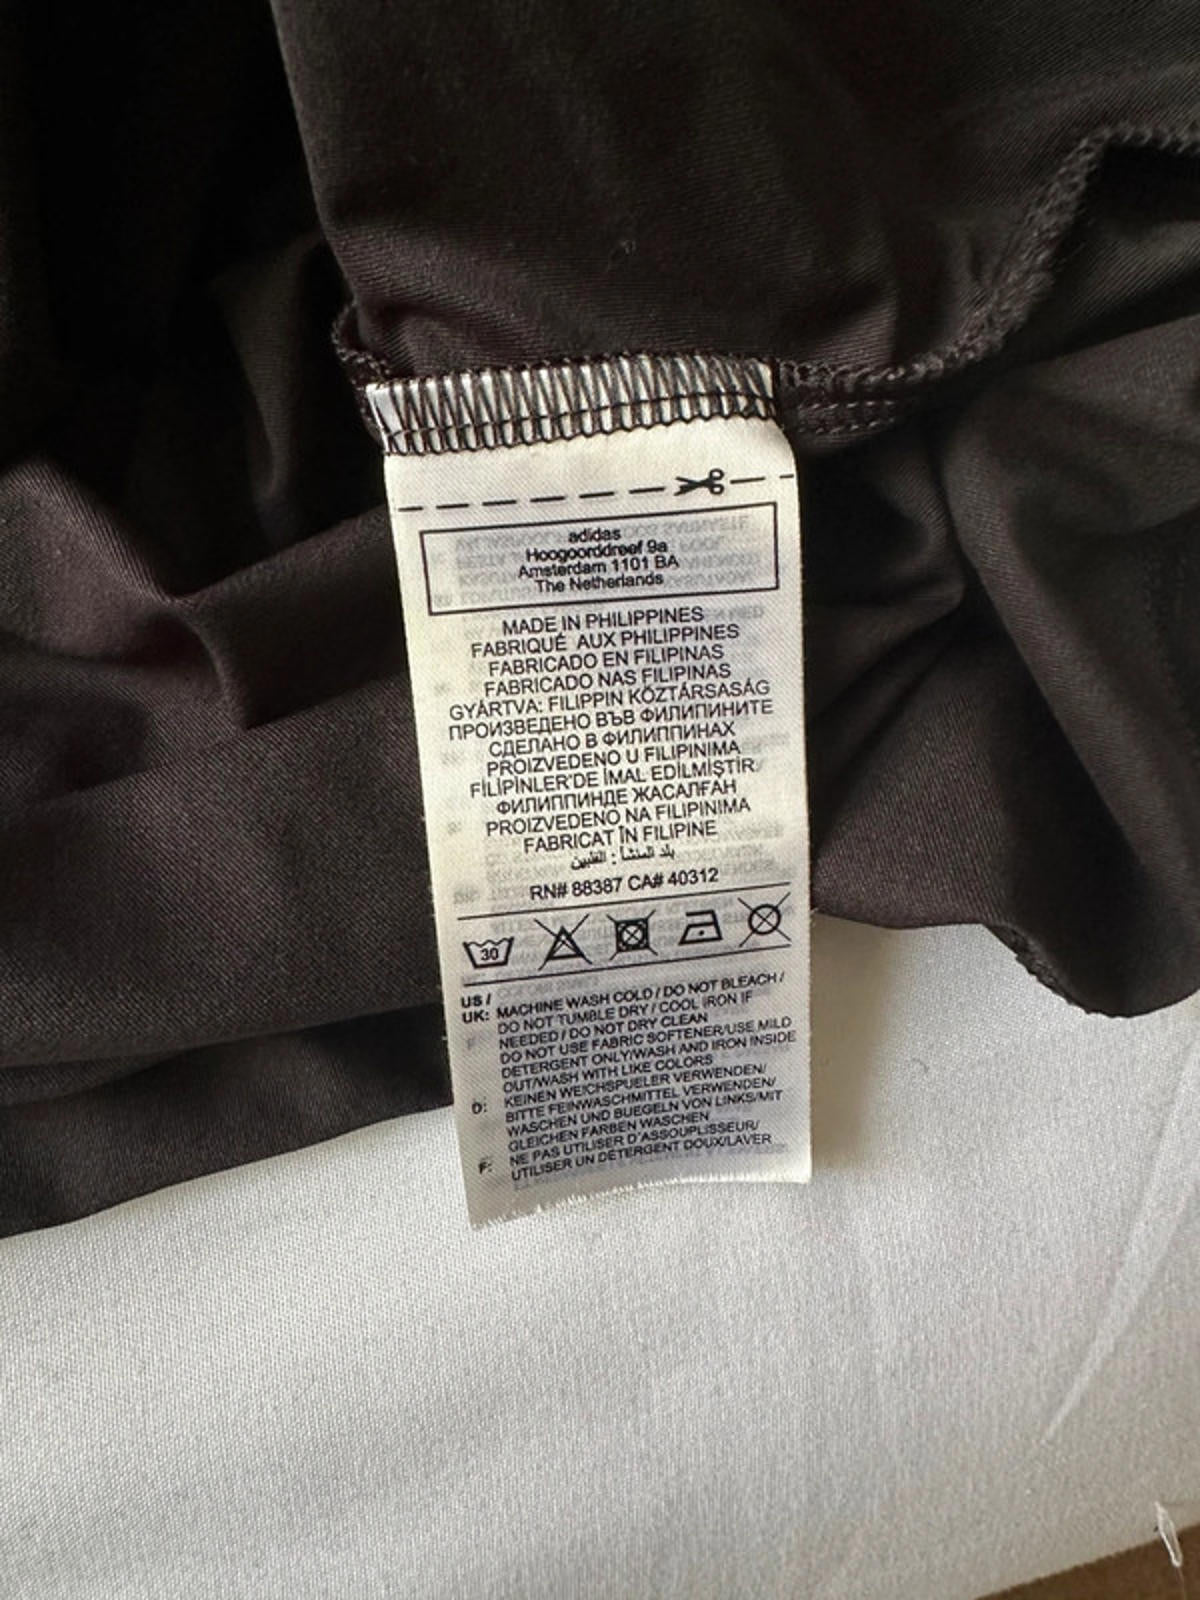 adidas
Hoogoorddreef 9a
Amsterdam 1101 BA
The Netherlands
MADE IN PHILIPPINES
FABRIQUÉ AUX PHILIPPINES
FABRICADO EN FILIPINAS
FABRICADO NAS FILIPINAS
GYÁRTVA: FILIPPIN KÖZTÁRSASÁG
ПРОИЗВЕДЕНО ВЪВ ФИЛИПИНИТЕ
СДЕЛАНО В ФИЛИППИНАХ
PROIZVEDENO U FILIPINIMA
FİLİPİNLER'DE İMAL EDİLMİŞTİR
ФИЛИППИНДЕ ЖАСАЛҒАН
PROIZVEDENO NA FILIPINIMA
FABRICAT ÎN FILIPINE
بلد المنشأ : الفلبين
RN# 88387 CA# 40312
30
US /
UK: MACHINE WASH COLD / DO NOT BLEACH /
DO NOT TUMBLE DRY / COOL IRON IF
NEEDED / DO NOT DRY CLEAN
DO NOT USE FABRIC SOFTENER/USE MILD
DETERGENT ONLY/WASH AND IRON INSIDE
OUT/WASH WITH LIKE COLORS
D: KEINEN WEICHSPUELER VERWENDEN/
BITTE FEINWASCHMITTEL VERWENDEN/
WASCHEN UND BUEGELN VON LINKS/MIT
GLEICHEN FARBEN WASCHEN
F: NE PAS UTILISER D'ASSOUPLISSEUR/
UTILISER UN DETERGENT DOUX/LAVER